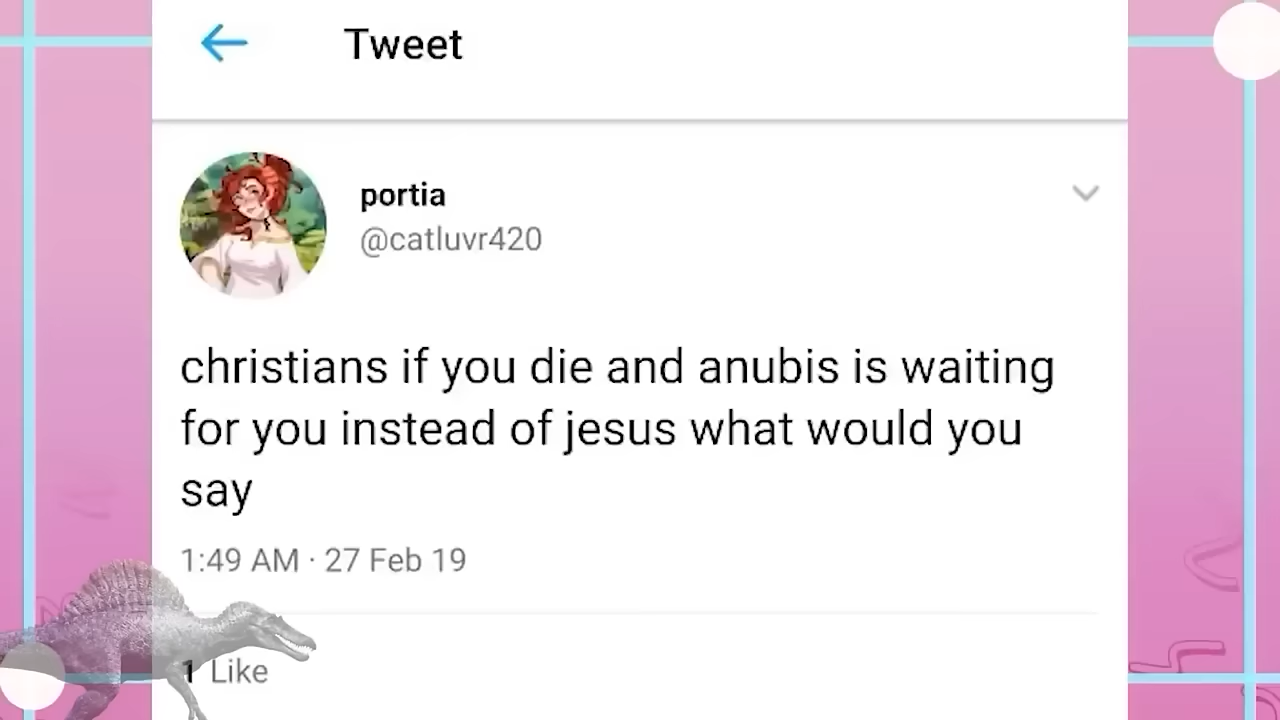 Tweet
portia
@catluvr420
christians if you die and anubis is waiting
for you instead of jesus what would you
say
1:49 AM · 27 Feb 19
1 Like